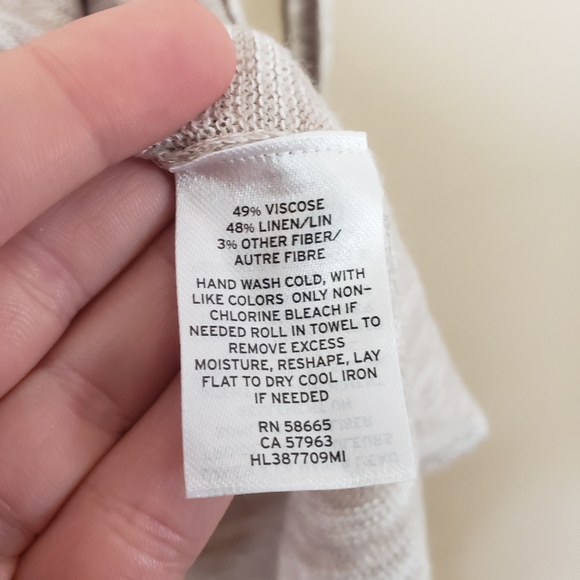 49% VISCOSE
48% LINEN/LIN
3% OTHER FIBER/
AUTRE FIBRE
HAND WASH COLD, WITH
LIKE COLORS ONLY NON-
CHLORINE BLEACH IF
NEEDED ROLL IN TOWEL TO
REMOVE EXCESS
MOISTURE, RESHAPE, LAY
FLAT TO DRY COOL IRON
IF NEEDED
RN 58665
CA 57963
HL387709MI